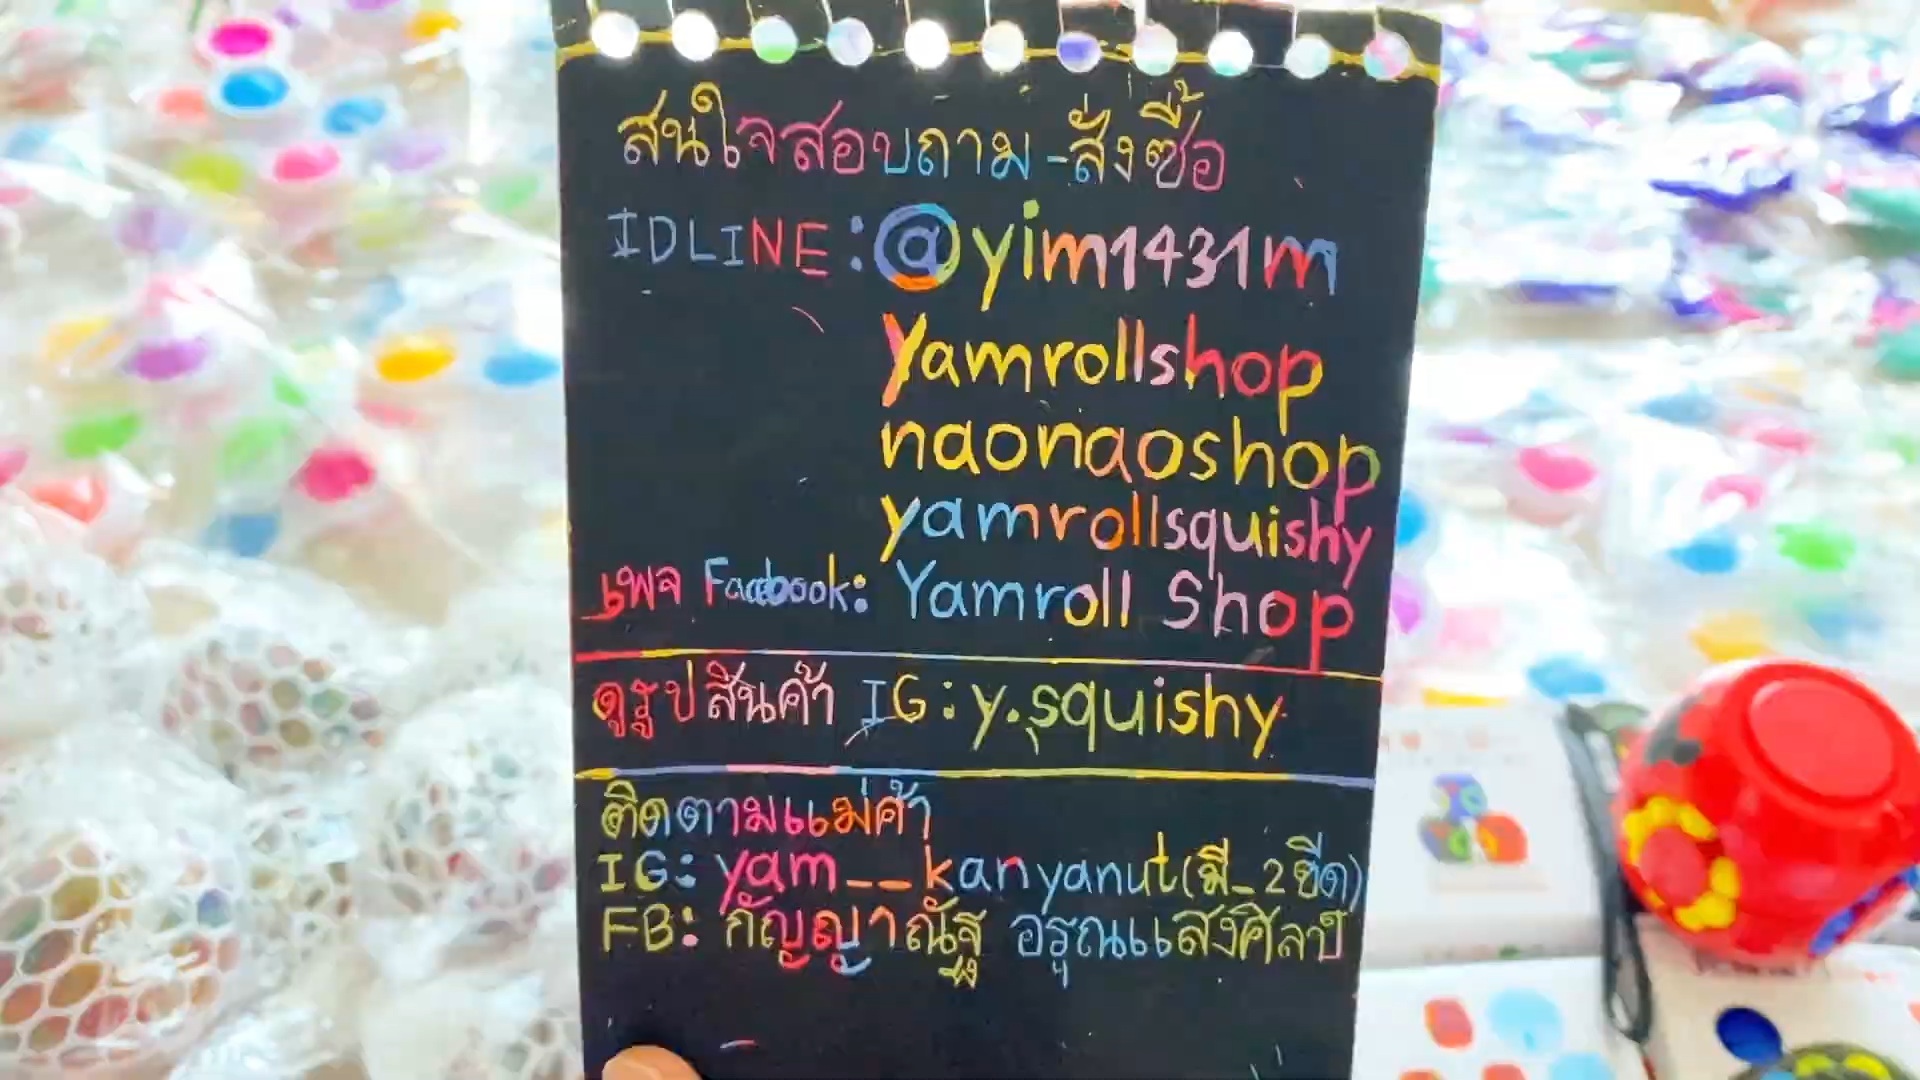 สนใจสอบถาม-สั่งซื้อ
IDLINE:@yim1431m
Yamrollshop
naonaoshop
yamrollsquishy
เพจ Facebook: Yamroll Shop
ดูรูปสินค้า IG:y.squishy
ติดตามแม่ค้า
IG: yam__kanyanut(มี_2ขีด)
FB: กัญญาณัฐ อรุณแสงศิลป์